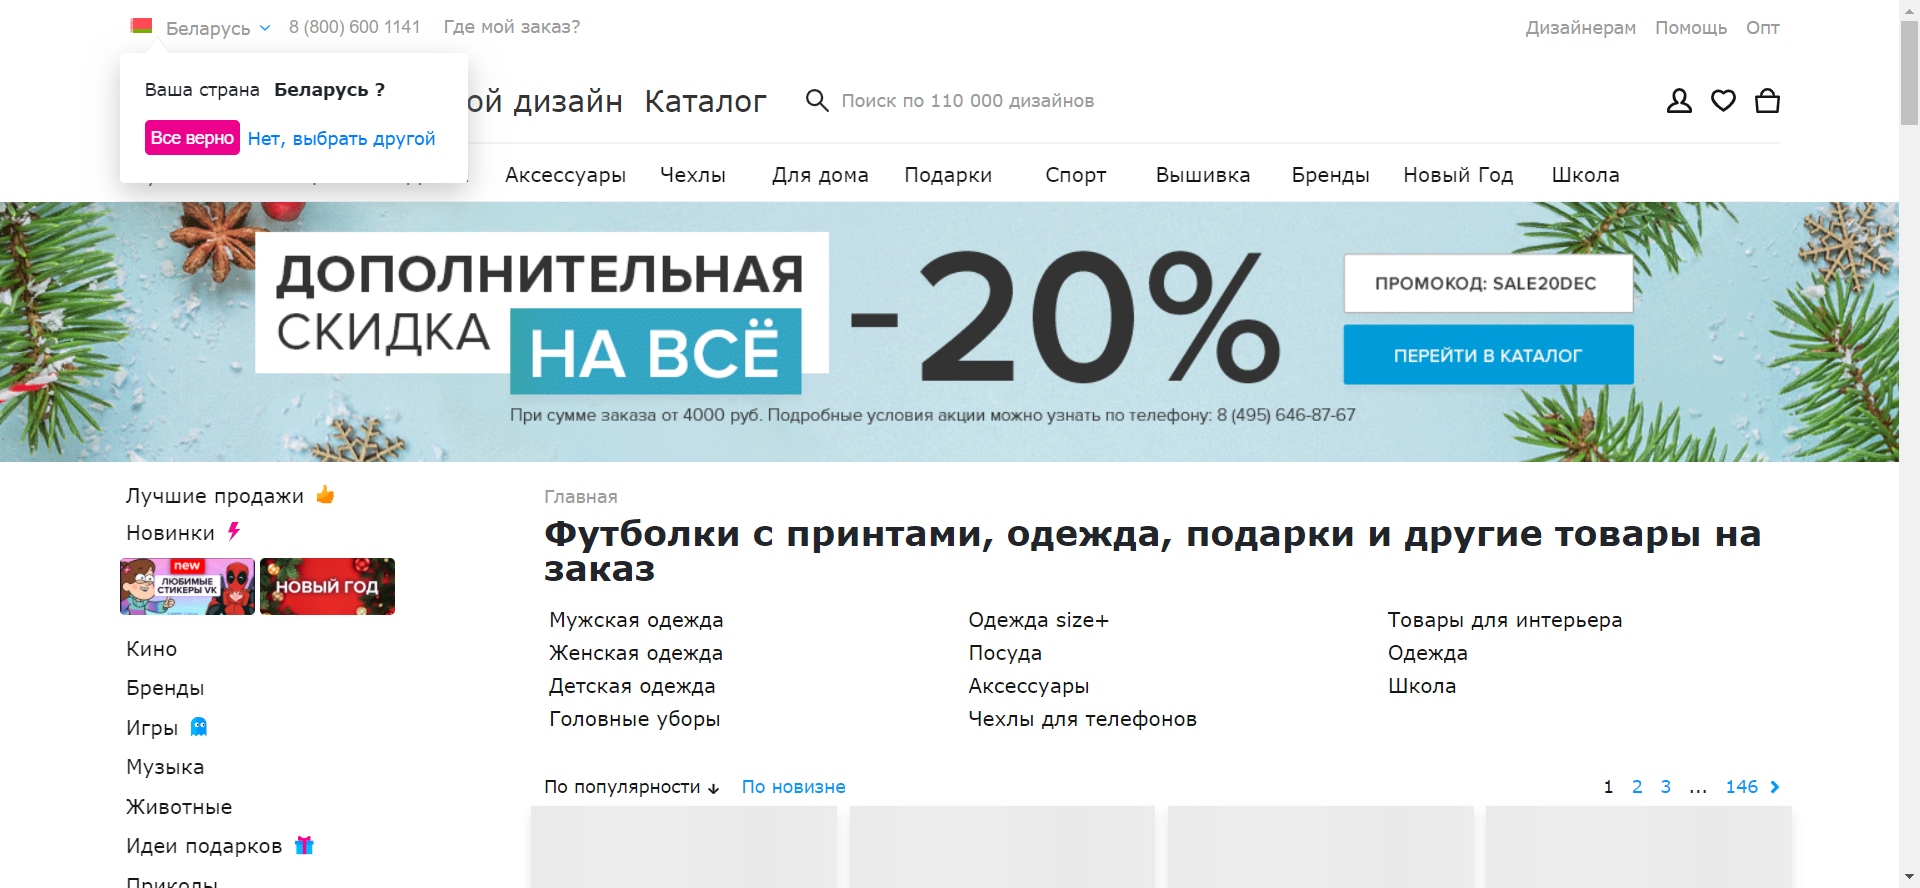 Беларусь 8 (800) 600 1141 Где мой заказ? Дизайнерам Помощь Опт
Ваша страна Беларусь ?
Все верно Нет, выбрать другой
ой дизайн Каталог Поиск по 110 000 дизайнов
Аксессуары Чехлы Для дома Подарки Спорт Вышивка Бренды Новый Год Школа
ДОПОЛНИТЕЛЬНАЯ
СКИДКА НА ВСЁ
-20%
ПРОМОКОД: SALE20DEC
ПЕРЕЙТИ В КАТАЛОГ
При сумме заказа от 4000 руб. Подробные условия акции можно узнать по телефону: 8 (495) 646-87-67
Лучшие продажи
Новинки
new
ЛЮБИМЫЕ
СТИКЕРЫ VK
НОВЫЙ ГОД
Кино
Бренды
Игры
Музыка
Животные
Идеи подарков
Приколы
Главная
Футболки с принтами, одежда, подарки и другие товары на
заказ
Мужская одежда
Женская одежда
Детская одежда
Головные уборы
Одежда size+
Посуда
Аксессуары
Чехлы для телефонов
Товары для интерьера
Одежда
Школа
По популярности По новизне 1 2 3 ... 146